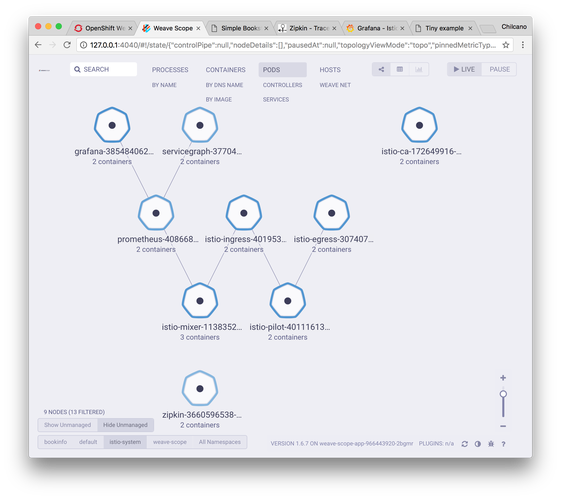 OpenShift We
Weave Scope
Simple Books
Zipkin - Trace
Grafana - Isti
Tiny example
Chilcano
127.0.0.1:4040/#!/state/{"controlPipe":null,"nodeDetails":[],"pausedAt":null,"topologyViewMode":"topo","pinnedMetricTyp...
SEARCH
PROCESSES
CONTAINERS
PODS
HOSTS
LIVE
PAUSE
BY NAME
BY DNS NAME
CONTROLLERS
WEAVE NET
BY IMAGE
SERVICES
grafana-385484062...
2 containers
servicegraph-37704...
2 containers
istio-ca-172649916-...
2 containers
prometheus-408668...
2 containers
istio-ingress-401953...
2 containers
istio-egress-307407...
2 containers
istio-mixer-1138352...
3 containers
istio-pilot-40111613...
2 containers
zipkin-3660596538-...
2 containers
9 NODES (13 FILTERED)
Show Unmanaged
Hide Unmanaged
bookinfo
default
istio-system
weave-scope
All Namespaces
VERSION 1.6.7 ON weave-scope-app-966443920-2bgmr
PLUGINS: n/a
?